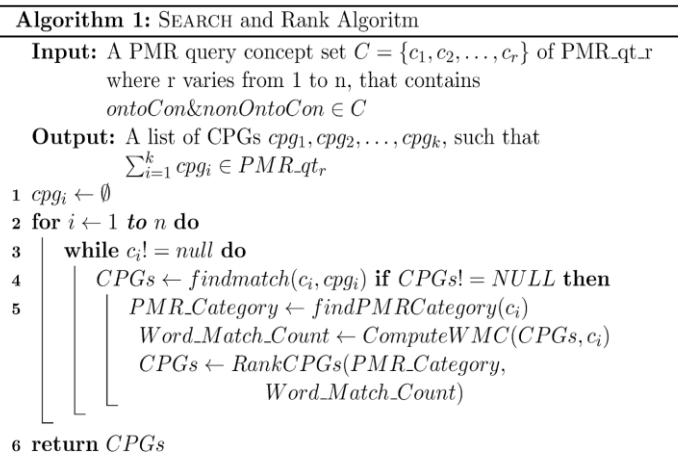 Algorithm 1: SEARCH and Rank Algoritm
Input: A PMR query concept set C = {c₁, c₂, . . . , cᵣ} of PMR_qt_r
where r varies from 1 to n, that contains
ontoCon&nonOntoCon ∈ C
Output: A list of CPGs cpg₁, cpg₂, . . . , cpgₖ, such that
∑ᵏᵢ₌₁ cpgᵢ ∈ PMR_qtᵣ
1 cpgᵢ ← ∅
2 for i ← 1 to n do
3 while cᵢ! = null do
4 CPGs ← findmatch(cᵢ, cpgᵢ) if CPGs! = NULL then
5 PMR_Category ← findPMRCategory(cᵢ)
Word_Match_Count ← ComputeWMC(CPGs, cᵢ)
CPGs ← RankCPGs(PMR_Category,
Word_Match_Count)
6 return CPGs